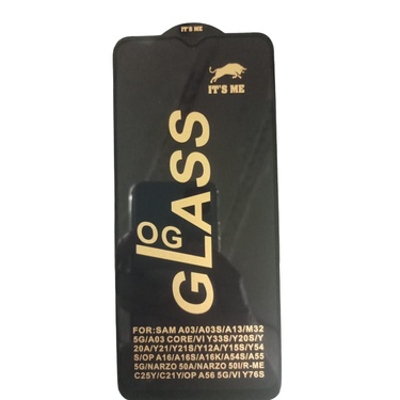 IT'S ME
IT'S ME
OG
GLASS
FOR:SAM A03/A03S/A13/M32
5G/A03 CORE/VI Y33S/Y20S/Y
20A/Y21/Y21S/Y12A/Y15S/Y54
S/OP A16/A16S/A16K/A54S/A55
5G/NARZO 50A/NARZO 50I/R-ME
C25Y/C21Y/OP A56 5G/VI Y76S